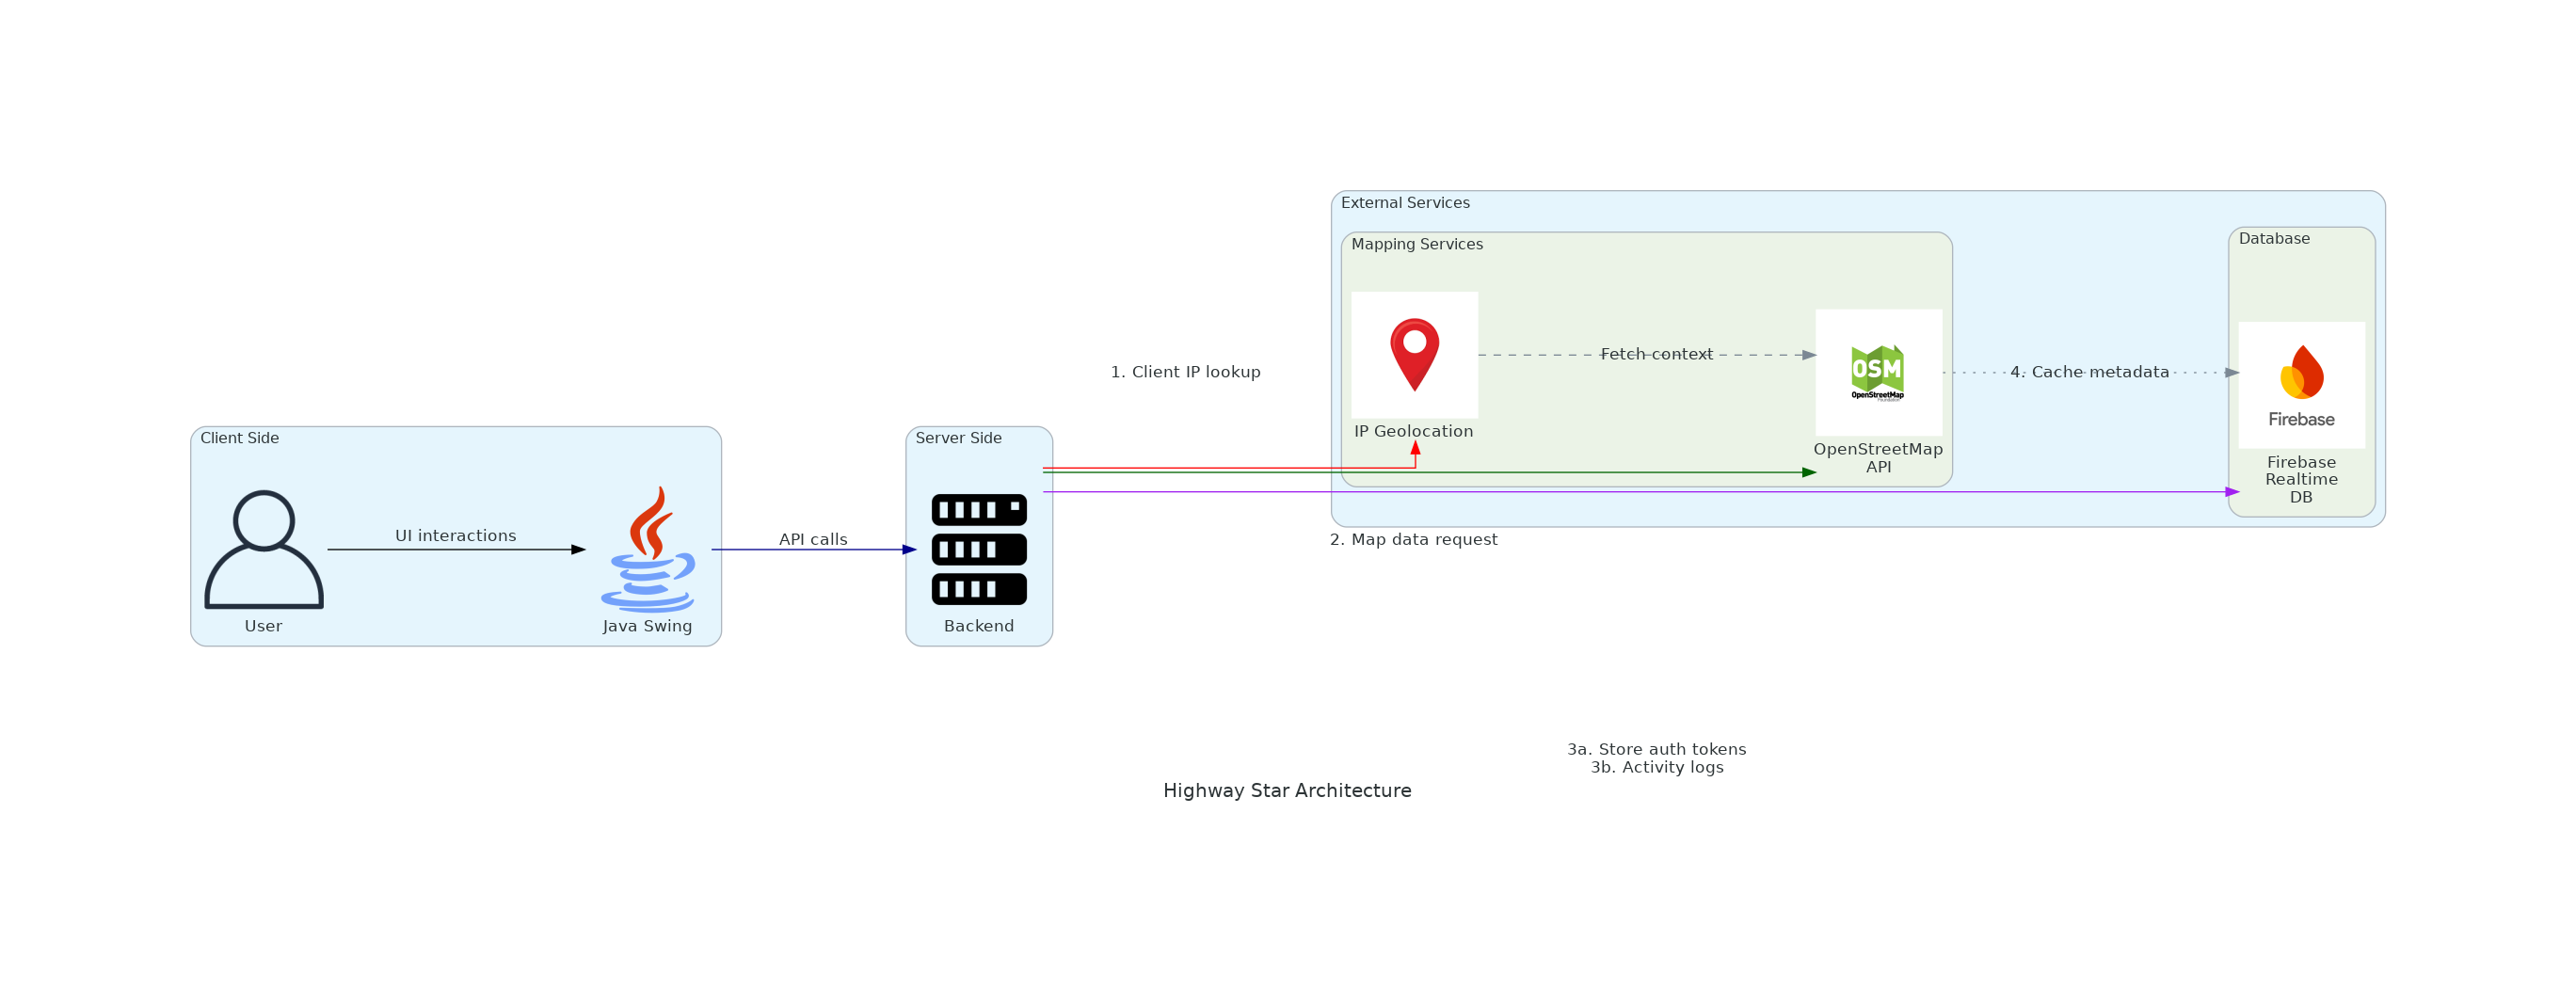 External Services
Mapping Services
Database
Fetch context
1. Client IP lookup
OSM
OpenStreetMap
Foundation
4. Cache metadata
Firebase
IP Geolocation
OpenStreetMap
API
Firebase
Realtime
DB
Client Side
Server Side
UI interactions
API calls
2. Map data request
User
Java Swing
Backend
3a. Store auth tokens
3b. Activity logs
Highway Star Architecture